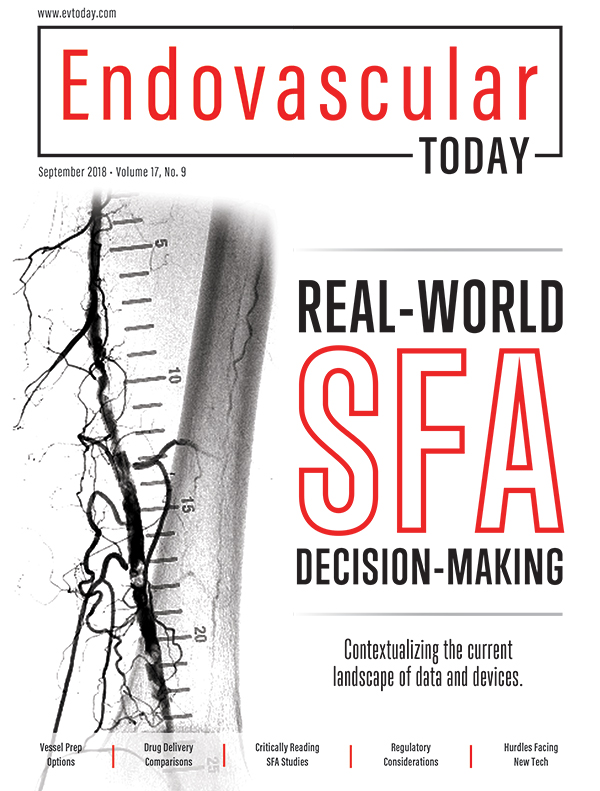 www.evtoday.com
Endovascular
TODAY
September 2018 • Volume 17, No. 9
5
10
15
20
25
REAL-WORLD
SFA
DECISION-MAKING
Contextualizing the current
landscape of data and devices.
Vessel Prep
Options
Drug Delivery
Comparisons
Critically Reading
SFA Studies
Regulatory
Considerations
Hurdles Facing
New Tech